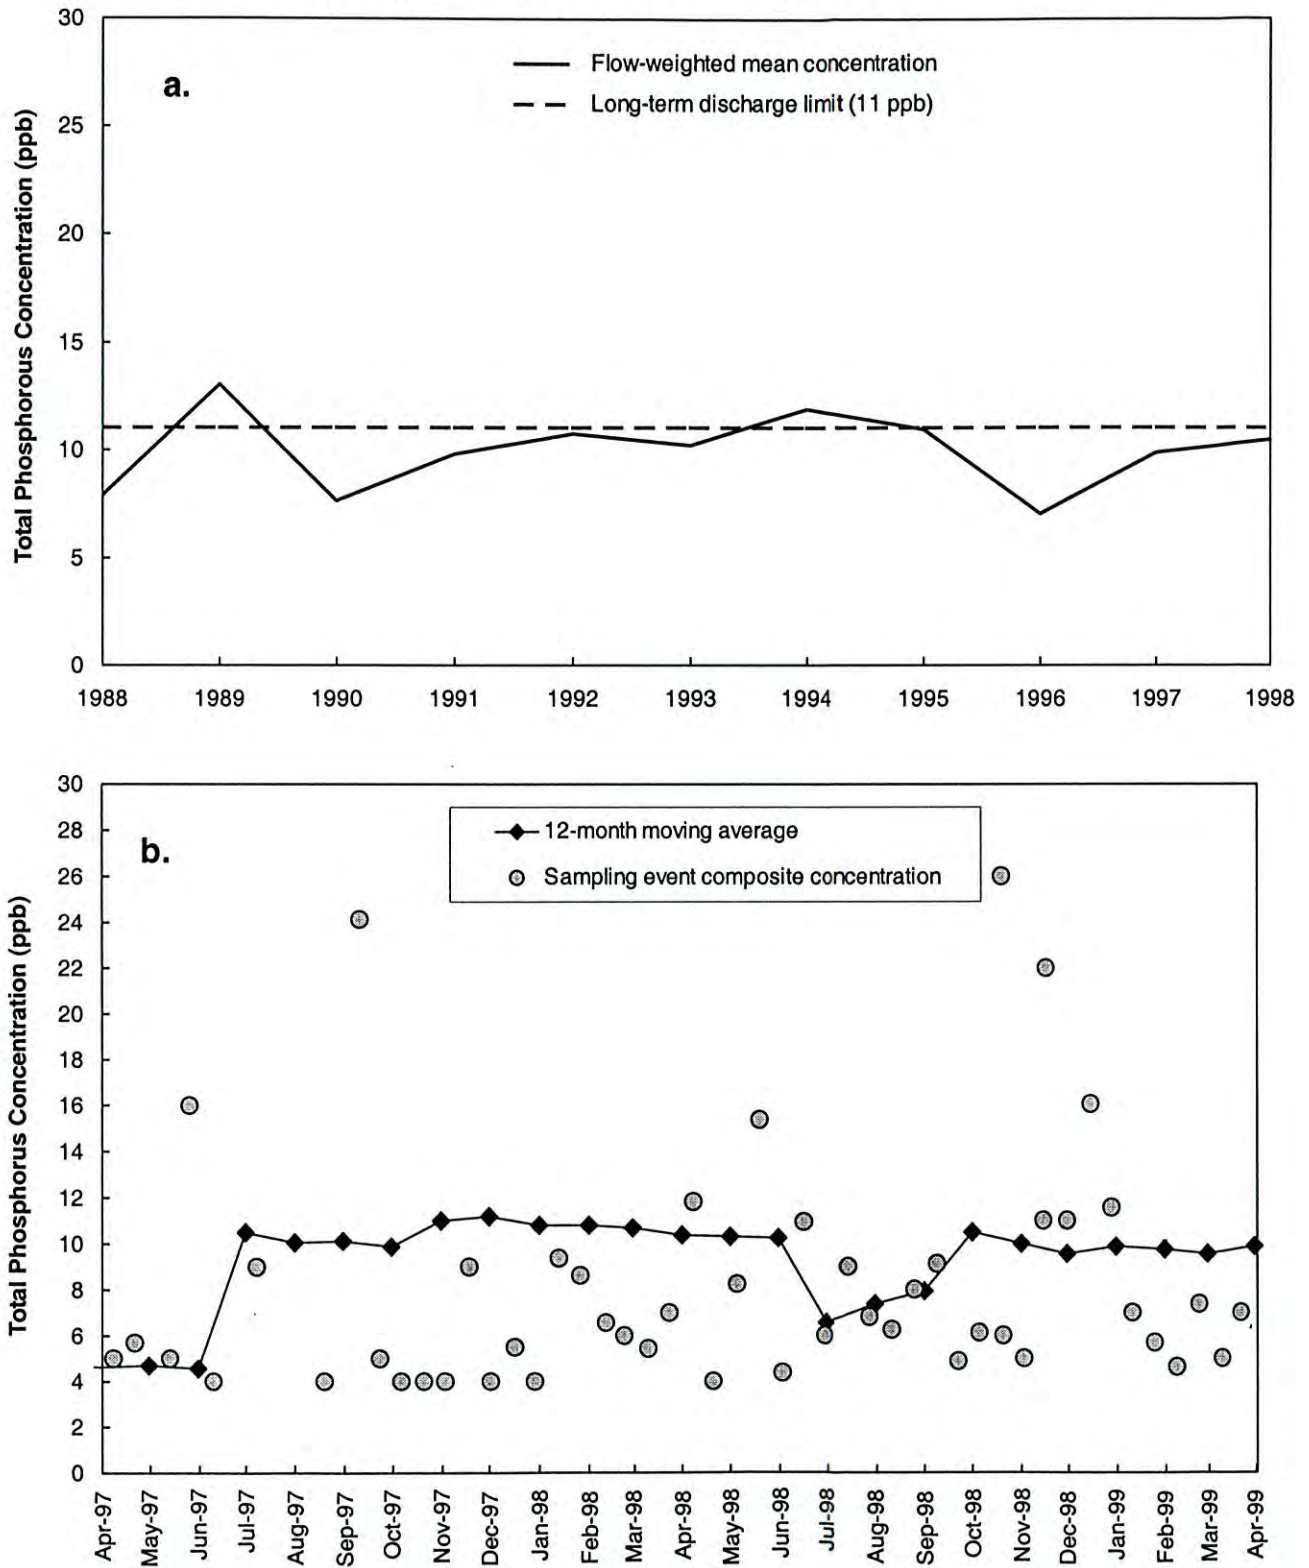 30
25
20
15
10
5
0
Total Phosphorous Concentration (ppb)
a.
Flow-weighted mean concentration
Long-term discharge limit (11 ppb)
1988 1989 1990 1991 1992 1993 1994 1995 1996 1997 1998
30
28
26
24
22
20
18
16
14
12
10
8
6
4
2
0
Total Phosphorus Concentration (ppb)
b.
12-month moving average
Sampling event composite concentration
Apr-97
May-97
Jun-97
Jul-97
Aug-97
Sep-97
Oct-97
Nov-97
Dec-97
Jan-98
Feb-98
Mar-98
Apr-98
May-98
Jun-98
Jul-98
Aug-98
Sep-98
Oct-98
Nov-98
Dec-98
Jan-99
Feb-99
Mar-99
Apr-99